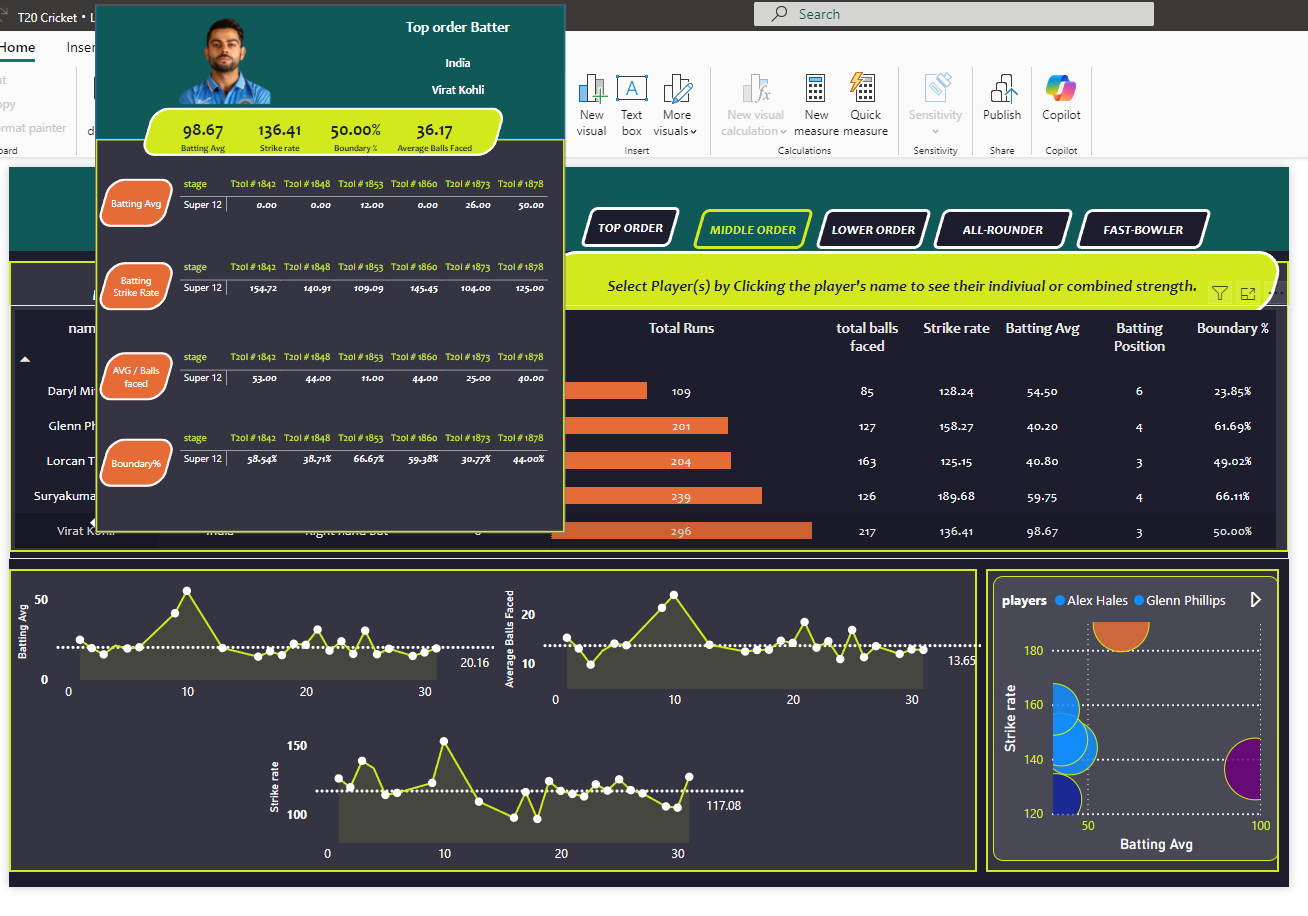 T20 Cricket • L
Search
Home
Inser
ut
opy
ormat painter
oard
d
New visual
Text box
More visuals
New visual calculation
New measure
Quick measure
Sensitivity
Publish
Copilot
Insert
Calculations
Sensitivity
Share
Copilot
Top order Batter
India
Virat Kohli
98.67 136.41 50.00% 36.17
Batting Avg Strike rate Boundary % Average Balls Faced
Batting Avg
stage T20I # 1842 T20I # 1848 T20I # 1853 T20I # 1860 T20I # 1873 T20I # 1878
Super 12 0.00 0.00 12.00 0.00 26.00 50.00
Batting Strike Rate
stage T20I # 1842 T20I # 1848 T20I # 1853 T20I # 1860 T20I # 1873 T20I # 1878
Super 12 154.72 140.91 109.09 145.45 104.00 125.00
AVG / Balls faced
stage T20I # 1842 T20I # 1848 T20I # 1853 T20I # 1860 T20I # 1873 T20I # 1878
Super 12 53.00 44.00 11.00 44.00 25.00 40.00
Boundary%
stage T20I # 1842 T20I # 1848 T20I # 1853 T20I # 1860 T20I # 1873 T20I # 1878
Super 12 58.54% 38.71% 66.67% 59.38% 30.77% 44.00%
TOP ORDER MIDDLE ORDER LOWER ORDER ALL-ROUNDER FAST-BOWLER
Select Player(s) by Clicking the player's name to see their indiviual or combined strength.
nam Total Runs total balls faced Strike rate Batting Avg Batting Position Boundary %
Daryl Mi 109 85 128.24 54.50 6 23.85%
Glenn Ph 201 127 158.27 40.20 4 61.69%
Lorcan T 204 163 125.15 40.80 3 49.02%
Suryakuma 239 126 189.68 59.75 4 66.11%
Virat Kohli India Right hand bat 296 217 136.41 98.67 3 50.00%
Batting Avg
50
0
20.16
0 10 20 30
Average Balls Faced
20
10
13.65
0 10 20 30
Strike rate
150
100
117.08
0 10 20 30
players Alex Hales Glenn Phillips
Strike rate
180
160
140
120
50 100
Batting Avg